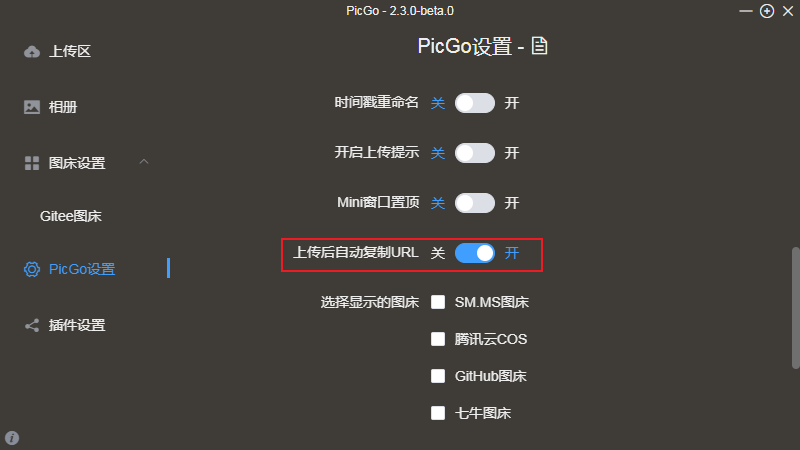 PicGo - 2.3.0-beta.0
上传区
相册
图床设置
Gitee图床
PicGo设置
插件设置
PicGo设置 -
时间戳重命名 关 开
开启上传提示 关 开
Mini窗口置顶 关 开
上传后自动复制URL 关 开
选择显示的图床 SM.MS图床
腾讯云COS
GitHub图床
七牛图床